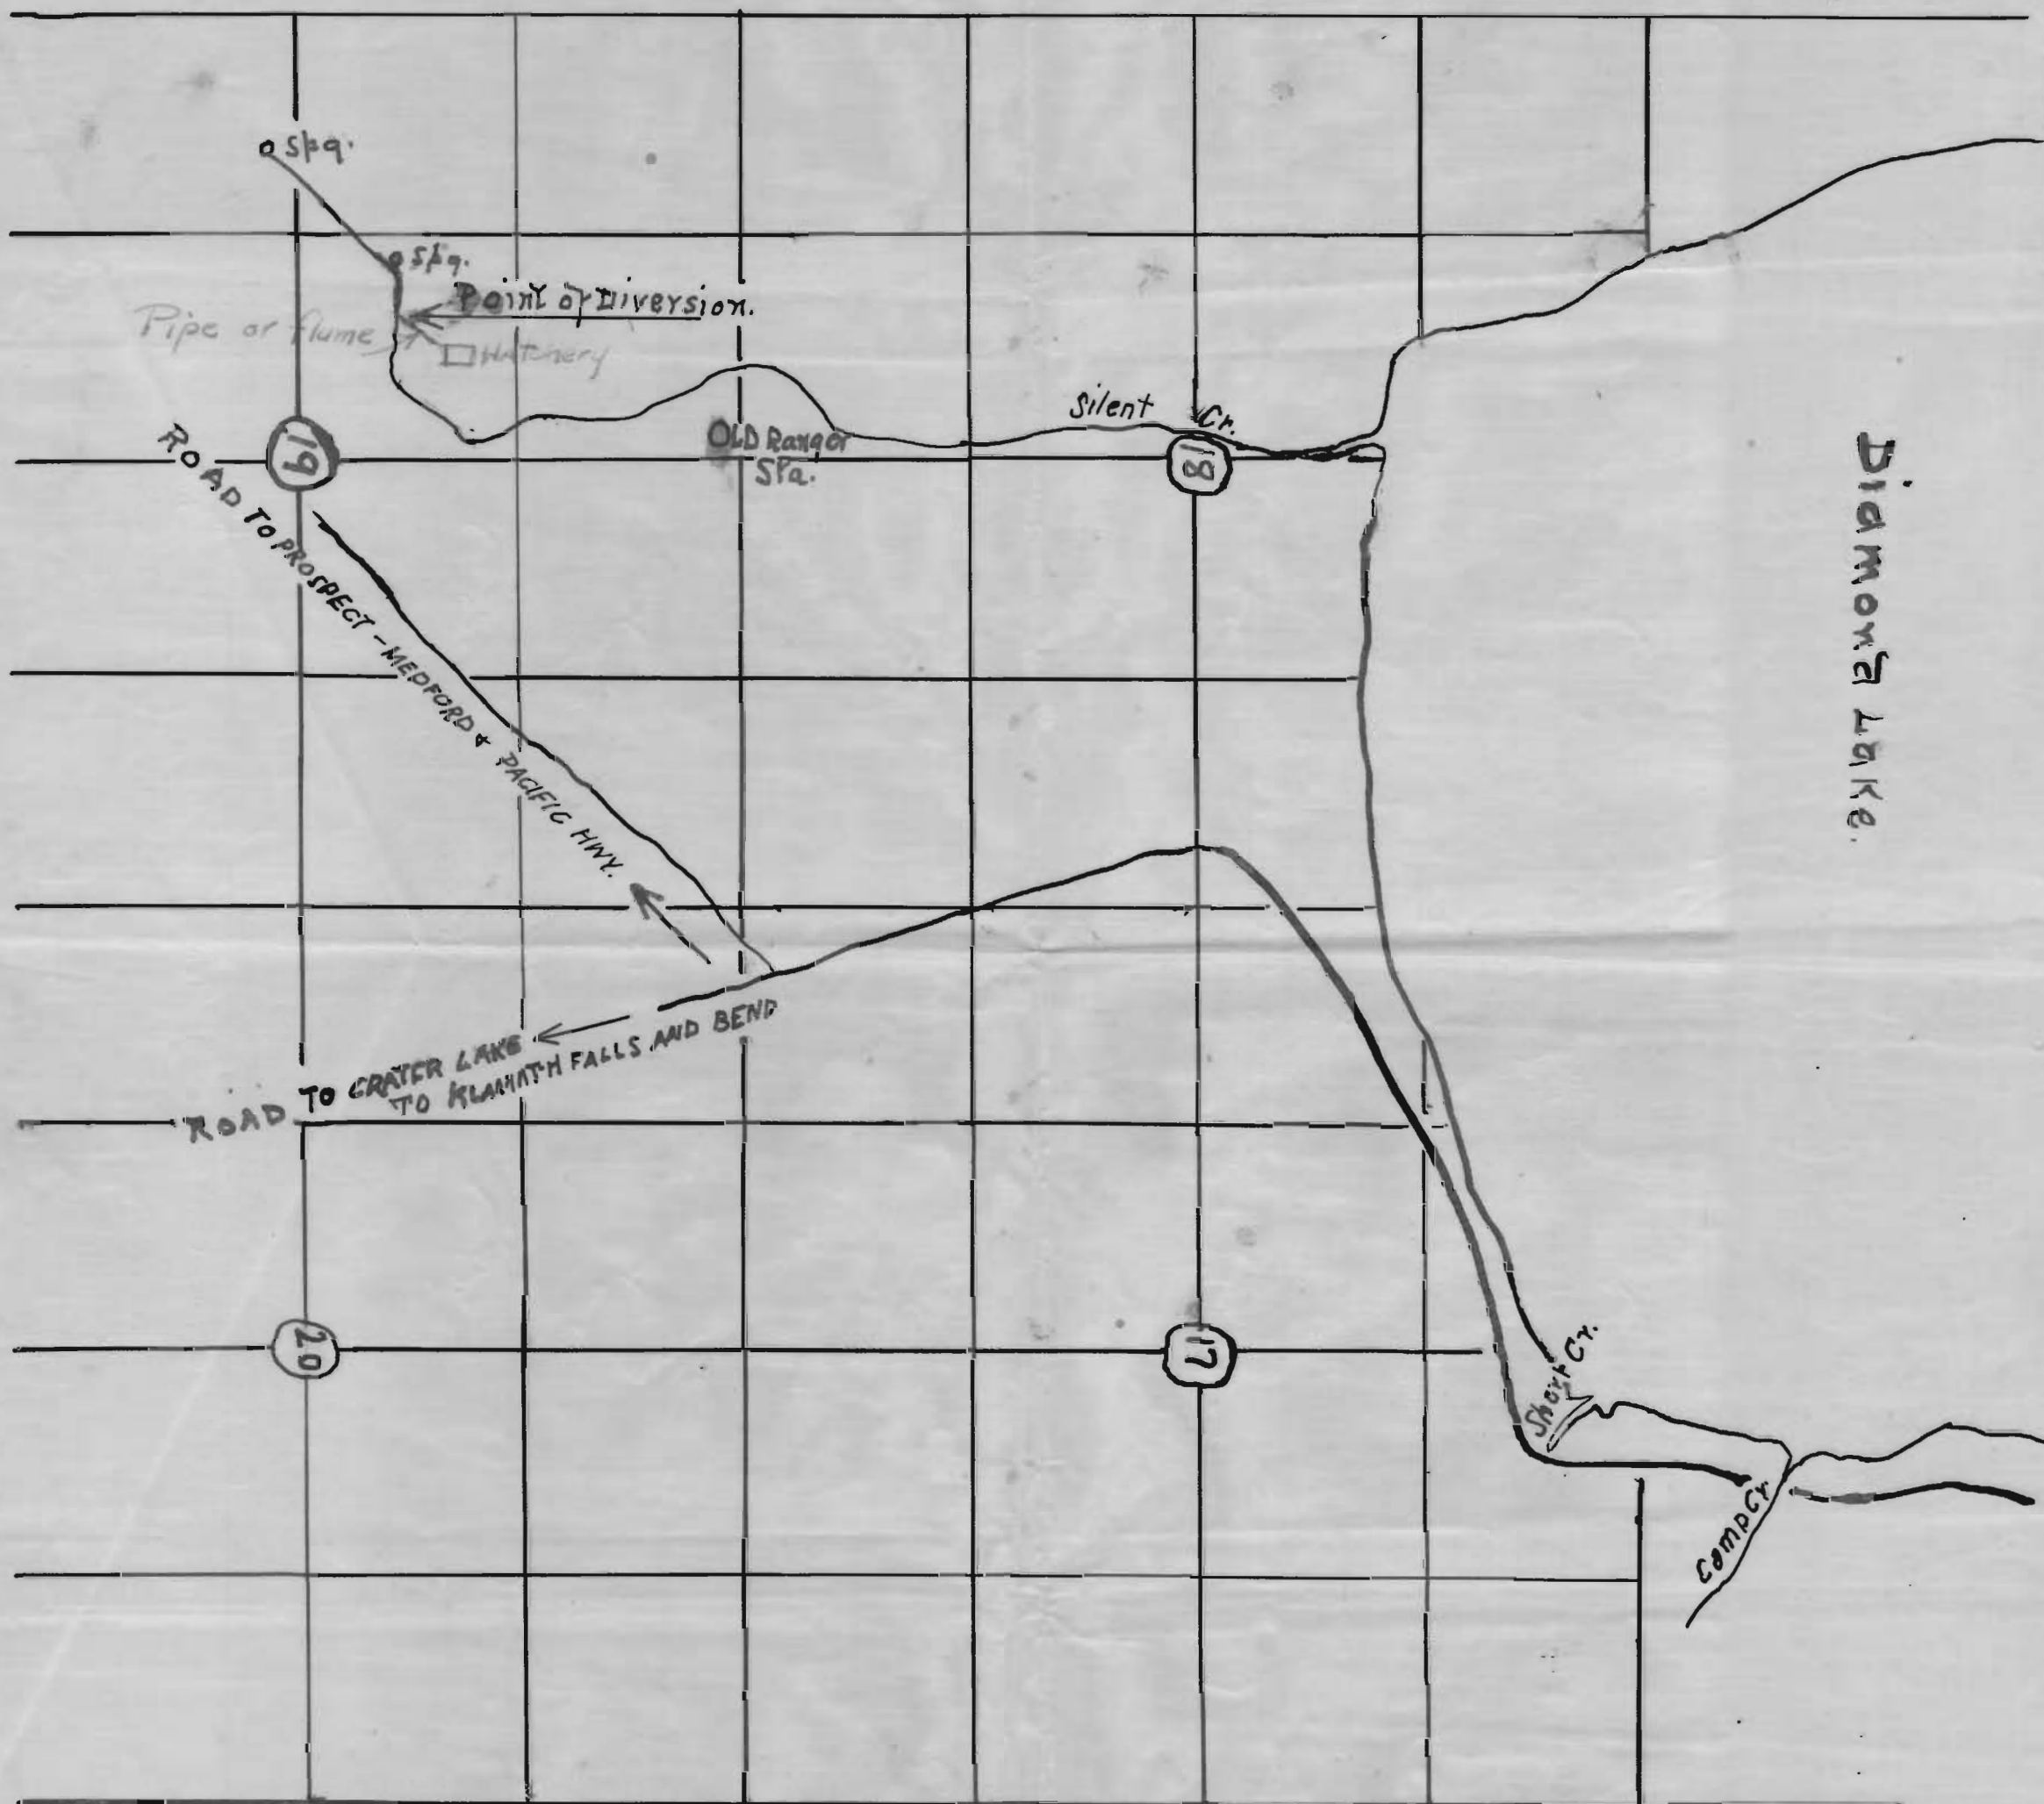 Spg.
Spg.
Point of Diversion.
Pipe or flume
Hatchery
Silent Cr.
OLD Ranger
Sta.
19
18
ROAD TO PROSPECT - MEDFORD & PACIFIC HWY.
Diamond Lake.
ROAD TO CRATER LAKE
TO KLAMATH FALLS AND BEND
20
17
Short Cr.
Camp Cr.